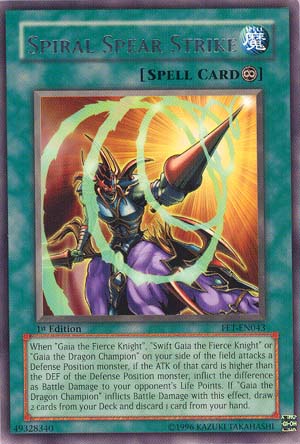 SPIRAL SPEAR STRIKE
SPELL
魔
[SPELL CARD]
FET-EN043
1st Edition
When "Gaia the Fierce Knight", "Swift Gaia the Fierce Knight" or
"Gaia the Dragon Champion" on your side of the field attacks a
Defense Position monster, if the ATK of that card is higher than
the DEF of the Defense Position monster, inflict the difference
as Battle Damage to your opponent's Life Points. If "Gaia the
Dragon Champion" inflicts Battle Damage with this effect, draw
2 cards from your Deck and discard 1 card from your hand.
49328340
©1996 KAZUKI TAKAHASHI